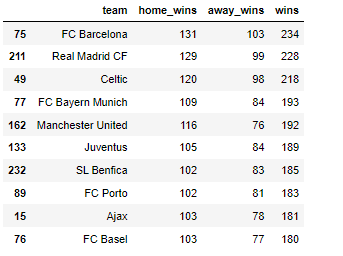 team home_wins away_wins wins
75 FC Barcelona 131 103 234
211 Real Madrid CF 129 99 228
49 Celtic 120 98 218
77 FC Bayern Munich 109 84 193
162 Manchester United 116 76 192
133 Juventus 105 84 189
232 SL Benfica 102 83 185
89 FC Porto 102 81 183
15 Ajax 103 78 181
76 FC Basel 103 77 180